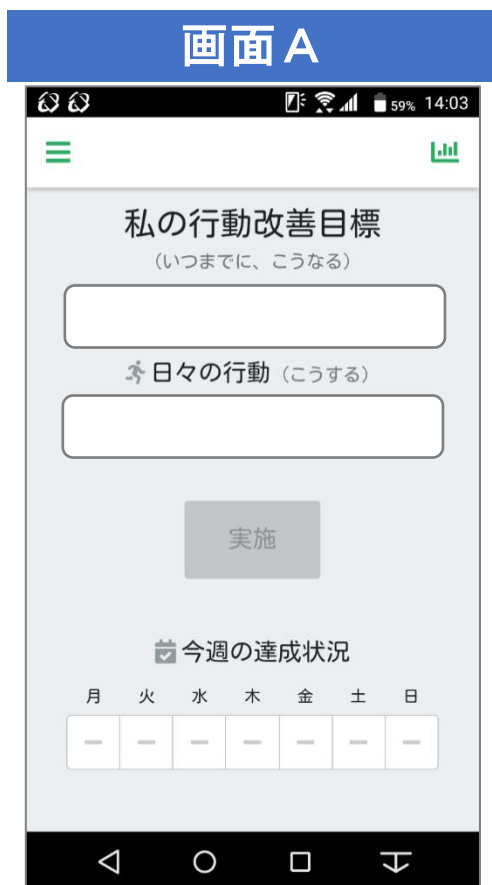 画面A
59% 14:03
私の行動改善目標
（いつまでに、こうなる）
日々の行動（こうする）
実施
今週の達成状況
月 火 水 木 金 土 日